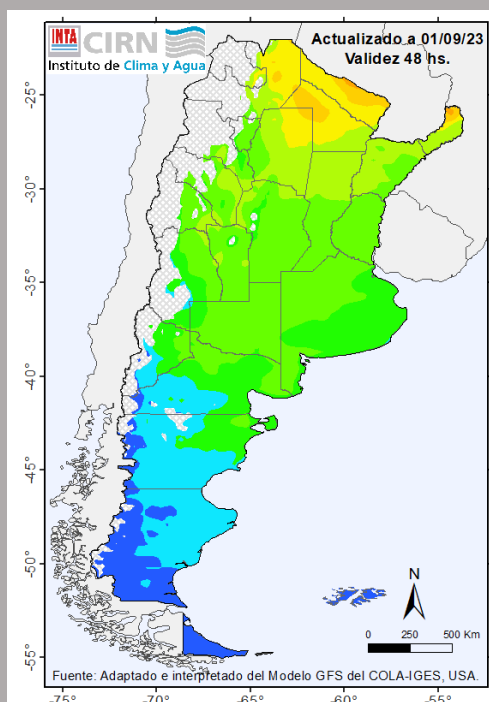 INTA CIRN
Instituto de Clima y Agua
Actualizado a 01/09/23
Validez 48 hs.
-25°
-30°
-35°
-40°
-45°
-50°
-55°
N
0 250 500 Km
Fuente: Adaptado e interpretado del Modelo GFS del COLA-IGES, USA.
-75° -70° -65° -60° -55°